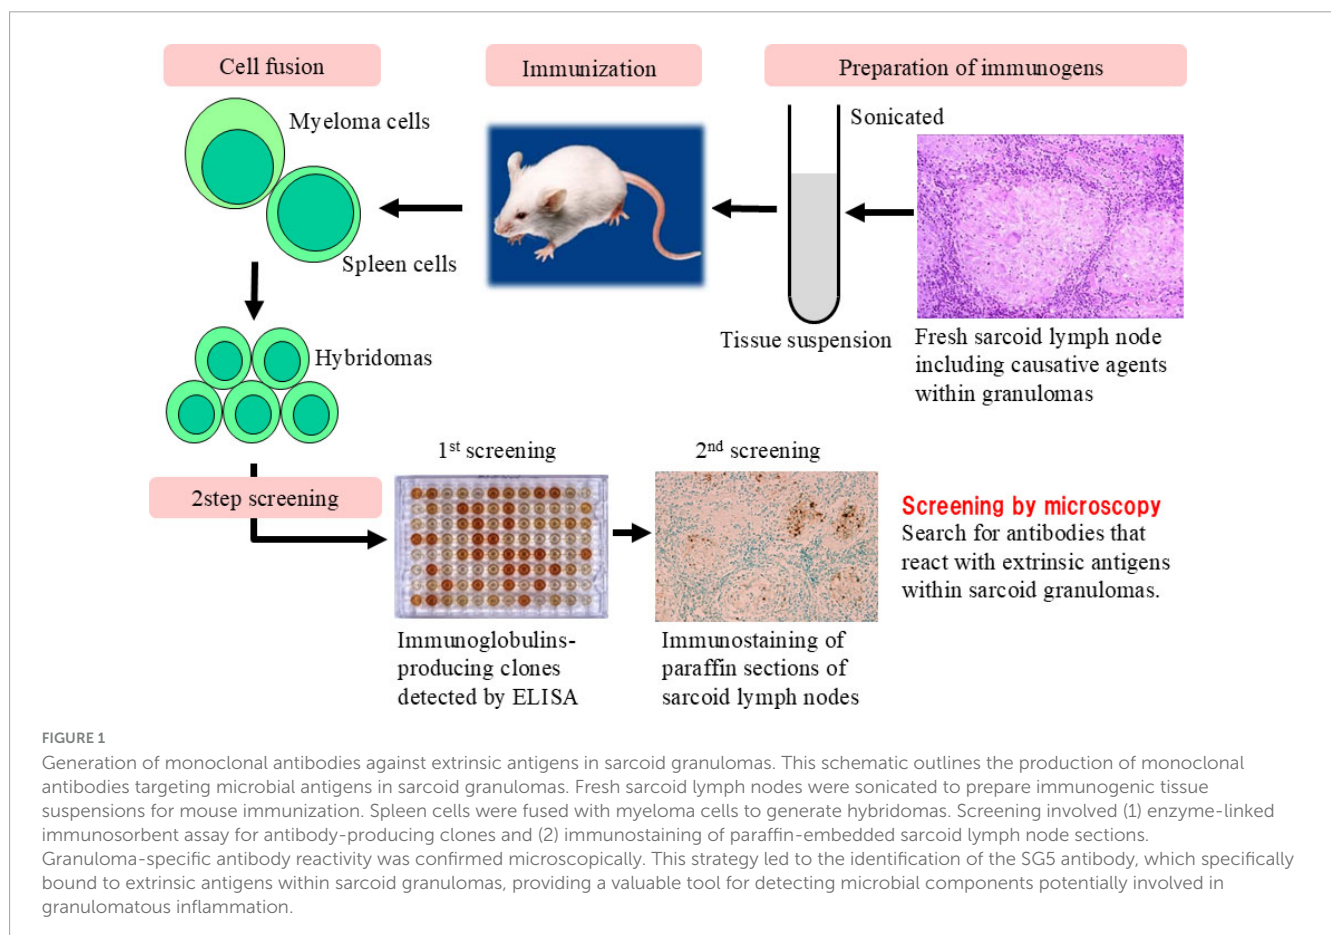 Cell fusion
Immunization
Preparation of immunogens
Myeloma cells
Sonicated
Spleen cells
Tissue suspension
Fresh sarcoid lymph node
including causative agents
within granulomas
Hybridomas
2step screening
1st screening
2nd screening
Screening by microscopy
Search for antibodies that
react with extrinsic antigens
within sarcoid granulomas.
Immunoglobulins-
producing clones
detected by ELISA
Immunostaining of
paraffin sections of
sarcoid lymph nodes
FIGURE 1
Generation of monoclonal antibodies against extrinsic antigens in sarcoid granulomas. This schematic outlines the production of monoclonal
antibodies targeting microbial antigens in sarcoid granulomas. Fresh sarcoid lymph nodes were sonicated to prepare immunogenic tissue
suspensions for mouse immunization. Spleen cells were fused with myeloma cells to generate hybridomas. Screening involved (1) enzyme-linked
immunosorbent assay for antibody-producing clones and (2) immunostaining of paraffin-embedded sarcoid lymph node sections.
Granuloma-specific antibody reactivity was confirmed microscopically. This strategy led to the identification of the SG5 antibody, which specifically
bound to extrinsic antigens within sarcoid granulomas, providing a valuable tool for detecting microbial components potentially involved in
granulomatous inflammation.